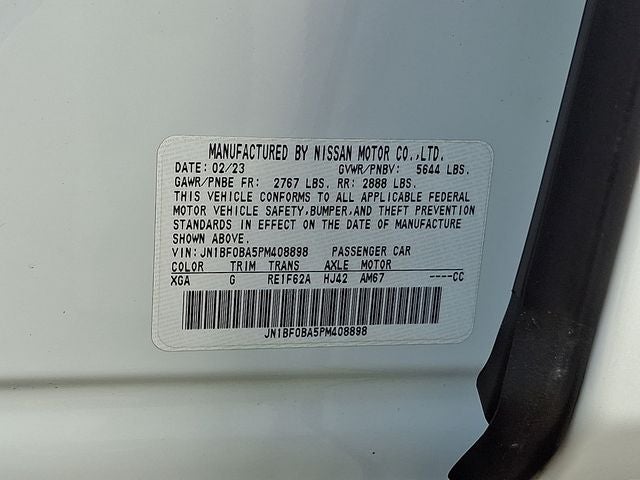 MANUFACTURED BY NISSAN MOTOR CO.,LTD.
DATE: 02/23 GVWR/PNBV: 5644 LBS.
GAWR/PNBE FR: 2767 LBS. RR: 2888 LBS.
THIS VEHICLE CONFORMS TO ALL APPLICABLE FEDERAL
MOTOR VEHICLE SAFETY,BUMPER,AND THEFT PREVENTION
STANDARDS IN EFFECT ON THE DATE OF MANUFACTURE
SHOWN ABOVE.
VIN: JN1BF0BA5PM408898 PASSENGER CAR
COLOR TRIM TRANS AXLE MOTOR
XGA G RE1F62A HJ42 AM67 ----CC
JN1BF0BA5PM408898